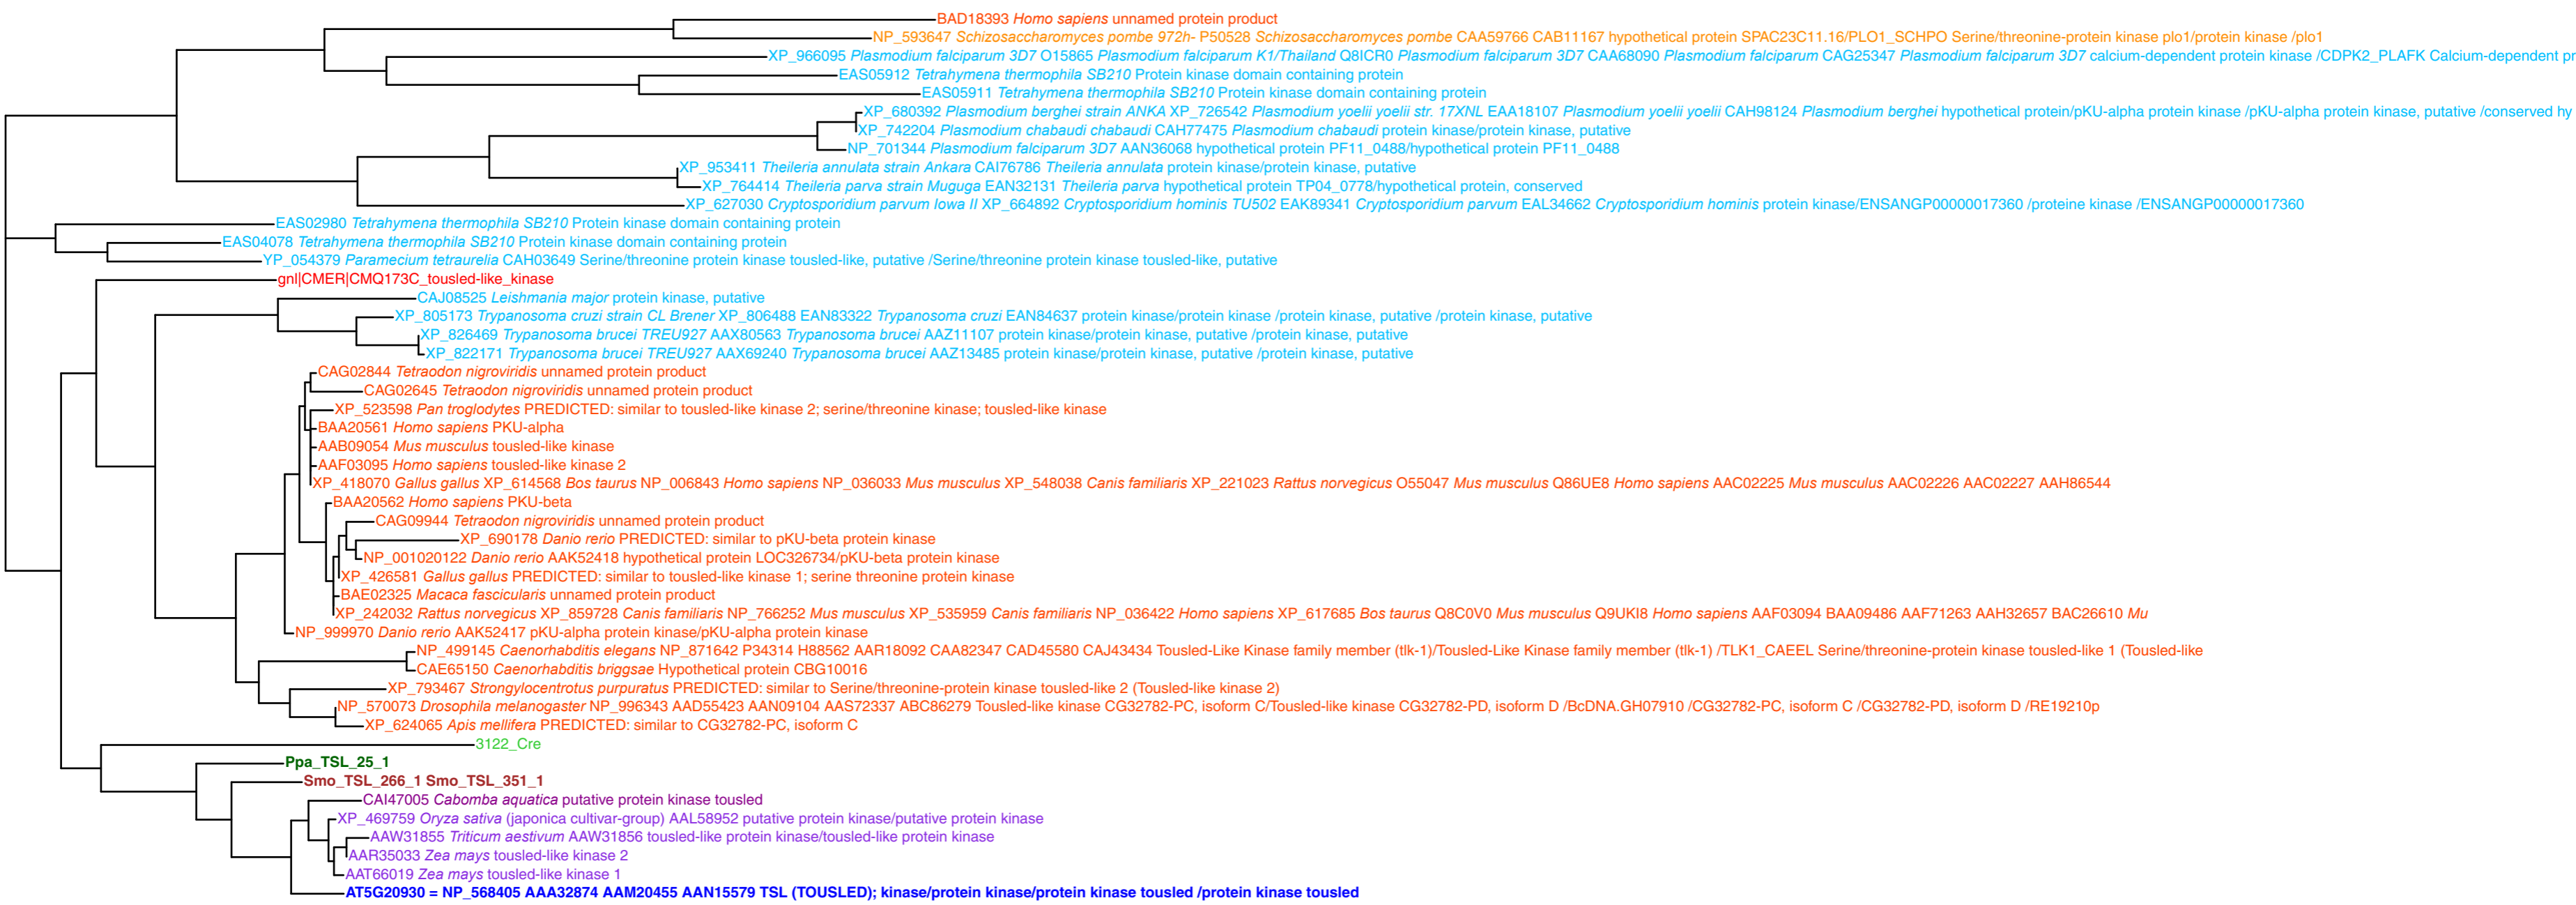 BAD18393 Homo sapiens unnamed protein product
NP_593647 Schizosaccharomyces pombe 972h- P50528 Schizosaccharomyces pombe CAA59766 CAB11167 hypothetical protein SPAC23C11.16/PLO1_SCHPO Serine/threonine-protein kinase plo1/protein kinase /plo1
XP_966095 Plasmodium falciparum 3D7 O15865 Plasmodium falciparum K1/Thailand Q8ICR0 Plasmodium falciparum 3D7 CAA68090 Plasmodium falciparum CAG25347 Plasmodium falciparum 3D7 calcium-dependent protein kinase /CDPK2_PLAFK Calcium-dependent pr
EAS05912 Tetrahymena thermophila SB210 Protein kinase domain containing protein
EAS05911 Tetrahymena thermophila SB210 Protein kinase domain containing protein
XP_680392 Plasmodium berghei strain ANKA XP_726542 Plasmodium yoelii yoelii str. 17XNL EAA18107 Plasmodium yoelii yoelii CAH98124 Plasmodium berghei hypothetical protein/pKU-alpha protein kinase /pKU-alpha protein kinase, putative /conserved hy
XP_742204 Plasmodium chabaudi chabaudi CAH77475 Plasmodium chabaudi protein kinase/protein kinase, putative
NP_701344 Plasmodium falciparum 3D7 AAN36068 hypothetical protein PF11_0488/hypothetical protein PF11_0488
XP_953411 Theileria annulata strain Ankara CAI76786 Theileria annulata protein kinase/protein kinase, putative
XP_764414 Theileria parva strain Muguga EAN32131 Theileria parva hypothetical protein TP04_0778/hypothetical protein, conserved
XP_627030 Cryptosporidium parvum Iowa II XP_664892 Cryptosporidium hominis TU502 EAK89341 Cryptosporidium parvum EAL34662 Cryptosporidium hominis protein kinase/ENSANGP00000017360 /proteine kinase /ENSANGP00000017360
EAS02980 Tetrahymena thermophila SB210 Protein kinase domain containing protein
EAS04078 Tetrahymena thermophila SB210 Protein kinase domain containing protein
YP_054379 Paramecium tetraurelia CAH03649 Serine/threonine protein kinase tousled-like, putative /Serine/threonine protein kinase tousled-like, putative
gnl|CMER|CMQ173C_tousled-like_kinase
CAJ08525 Leishmania major protein kinase, putative
XP_805173 Trypanosoma cruzi strain CL Brener XP_806488 EAN83322 Trypanosoma cruzi EAN84637 protein kinase/protein kinase /protein kinase, putative /protein kinase, putative
XP_826469 Trypanosoma brucei TREU927 AAX80563 Trypanosoma brucei AAZ11107 protein kinase/protein kinase, putative /protein kinase, putative
XP_822171 Trypanosoma brucei TREU927 AAX69240 Trypanosoma brucei AAZ13485 protein kinase/protein kinase, putative /protein kinase, putative
CAG02844 Tetraodon nigroviridis unnamed protein product
CAG02645 Tetraodon nigroviridis unnamed protein product
XP_523598 Pan troglodytes PREDICTED: similar to tousled-like kinase 2; serine/threonine kinase; tousled-like kinase
BAA20561 Homo sapiens PKU-alpha
AAB09054 Mus musculus tousled-like kinase
AAF03095 Homo sapiens tousled-like kinase 2
XP_418070 Gallus gallus XP_614568 Bos taurus NP_006843 Homo sapiens NP_036033 Mus musculus XP_548038 Canis familiaris XP_221023 Rattus norvegicus O55047 Mus musculus Q86UE8 Homo sapiens AAC02225 Mus musculus AAC02226 AAC02227 AAH86544
BAA20562 Homo sapiens PKU-beta
CAG09944 Tetraodon nigroviridis unnamed protein product
XP_690178 Danio rerio PREDICTED: similar to pKU-beta protein kinase
NP_001020122 Danio rerio AAK52418 hypothetical protein LOC326734/pKU-beta protein kinase
XP_426581 Gallus gallus PREDICTED: similar to tousled-like kinase 1; serine threonine protein kinase
BAE02325 Macaca fascicularis unnamed protein product
XP_242032 Rattus norvegicus XP_859728 Canis familiaris NP_766252 Mus musculus XP_535959 Canis familiaris NP_036422 Homo sapiens XP_617685 Bos taurus Q8C0V0 Mus musculus Q9UKI8 Homo sapiens AAF03094 BAA09486 AAF71263 AAH32657 BAC26610 Mu
NP_999970 Danio rerio AAK52417 pKU-alpha protein kinase/pKU-alpha protein kinase
NP_499145 Caenorhabditis elegans NP_871642 P34314 H88562 AAR18092 CAA82347 CAD45580 CAJ43434 Tousled-Like Kinase family member (tlk-1)/Tousled-Like Kinase family member (tlk-1) /TLK1_CAEEL Serine/threonine-protein kinase tousled-like 1 (Tousled-like
CAE65150 Caenorhabditis briggsae Hypothetical protein CBG10016
XP_793467 Strongylocentrotus purpuratus PREDICTED: similar to Serine/threonine-protein kinase tousled-like 2 (Tousled-like kinase 2)
NP_570073 Drosophila melanogaster NP_996343 AAD55423 AAN09104 AAS72337 ABC86279 Tousled-like kinase CG32782-PC, isoform C/Tousled-like kinase CG32782-PD, isoform D /BcDNA.GH07910 /CG32782-PC, isoform C /CG32782-PD, isoform D /RE19210p
XP_624065 Apis mellifera PREDICTED: similar to CG32782-PC, isoform C
3122_Cre
Ppa_TSL_25_1
Smo_TSL_266_1 Smo_TSL_351_1
CAI47005 Cabomba aquatica putative protein kinase tousled
XP_469759 Oryza sativa (japonica cultivar-group) AAL58952 putative protein kinase/putative protein kinase
AAW31855 Triticum aestivum AAW31856 tousled-like protein kinase/tousled-like protein kinase
AAR35033 Zea mays tousled-like kinase 2
AAT66019 Zea mays tousled-like kinase 1
AT5G20930 = NP_568405 AAA32874 AAM20455 AAN15579 TSL (TOUSLED); kinase/protein kinase/protein kinase tousled /protein kinase tousled